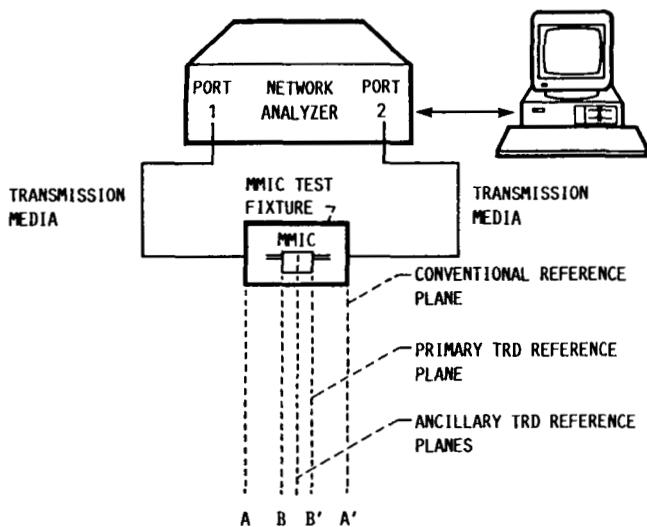 PORT
1
NETWORK
ANALYZER
PORT
2
TRANSMISSION
MEDIA
MMIC TEST
FIXTURE
MMIC
TRANSMISSION
MEDIA
CONVENTIONAL REFERENCE
PLANE
PRIMARY TRD REFERENCE
PLANE
ANCILLARY TRD REFERENCE
PLANES
A B B' A'